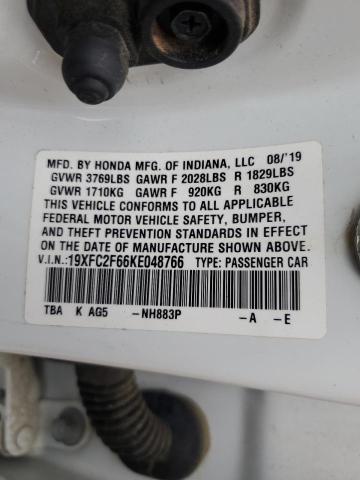 MFD. BY HONDA MFG. OF INDIANA, LLC 08/'19
GVWR 3769LBS GAWR F 2028LBS R 1829LBS
GVWR 1710KG GAWR F 920KG R 830KG
THIS VEHICLE CONFORMS TO ALL APPLICABLE
FEDERAL MOTOR VEHICLE SAFETY, BUMPER,
AND THEFT PREVENTION STANDARDS IN EFFECT
ON THE DATE OF MANUFACTURE SHOWN ABOVE.
V.I.N.: 19XFC2F66KE048766 TYPE: PASSENGER CAR
TBA K AG5 -NH883P -A -E